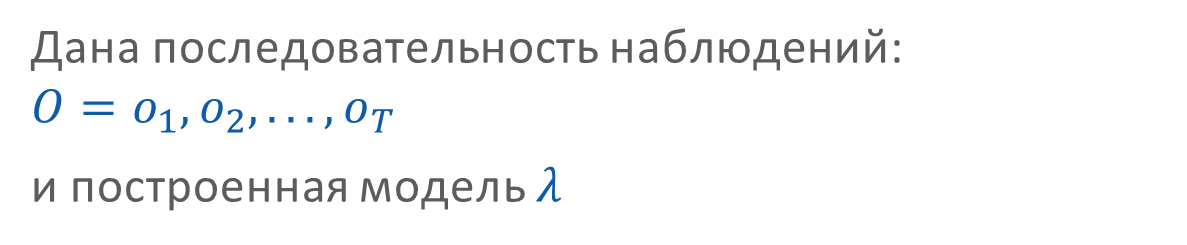 Дана последовательность наблюдений:
O = o₁, o₂, . . . , o_T
и построенная модель λ